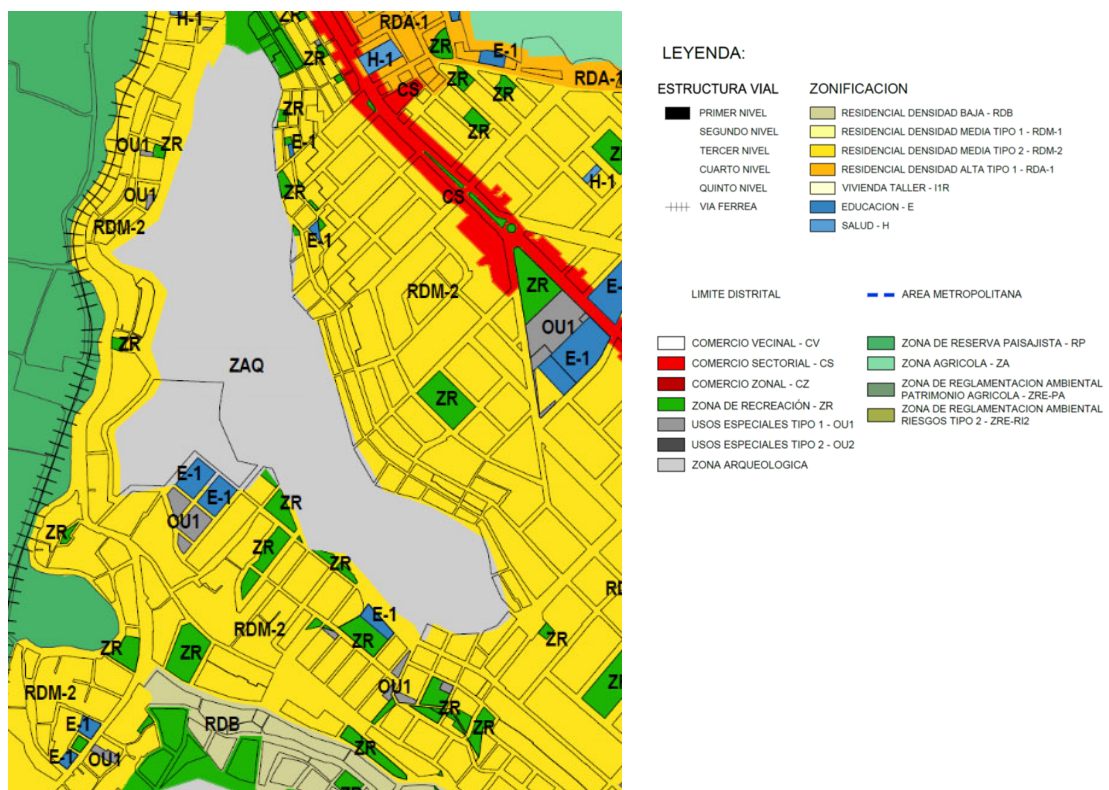 H-1
ZR
RDA-1
ZR
E-1
H-1
RDA-1
ZR
CS
ZR
ZR
ZR
ZR
E-1
OU1
ZR
H-1
ZR
OU1
CS
RDM-2
E-1
ZR
E-
RDM-2
OU1
ZR
ZAQ
E-1
ZR
E-1
E-1
ZR
OU1
ZR
ZR
ZR
E-1
RDM-2
ZR
ZR
ZR
ZR
RDM-2
OU1
ZR
ZR
E-1
RDB
ZR
E-1
OU1
LEYENDA:
ESTRUCTURA VIAL
PRIMER NIVEL
SEGUNDO NIVEL
TERCER NIVEL
CUARTO NIVEL
QUINTO NIVEL
VIA FERREA
ZONIFICACION
RESIDENCIAL DENSIDAD BAJA - RDB
RESIDENCIAL DENSIDAD MEDIA TIPO 1 - RDM-1
RESIDENCIAL DENSIDAD MEDIA TIPO 2 - RDM-2
RESIDENCIAL DENSIDAD ALTA TIPO 1 - RDA-1
VIVIENDA TALLER - I1R
EDUCACION - E
SALUD - H
LIMITE DISTRITAL
AREA METROPOLITANA
COMERCIO VECINAL - CV
COMERCIO SECTORIAL - CS
COMERCIO ZONAL - CZ
ZONA DE RECREACIÓN - ZR
USOS ESPECIALES TIPO 1 - OU1
USOS ESPECIALES TIPO 2 - OU2
ZONA ARQUEOLOGICA
ZONA DE RESERVA PAISAJISTA - RP
ZONA AGRICOLA - ZA
ZONA DE REGLAMENTACION AMBIENTAL
PATRIMONIO AGRICOLA - ZRE-PA
ZONA DE REGLAMENTACION AMBIENTAL
RIESGOS TIPO 2 - ZRE-RI2